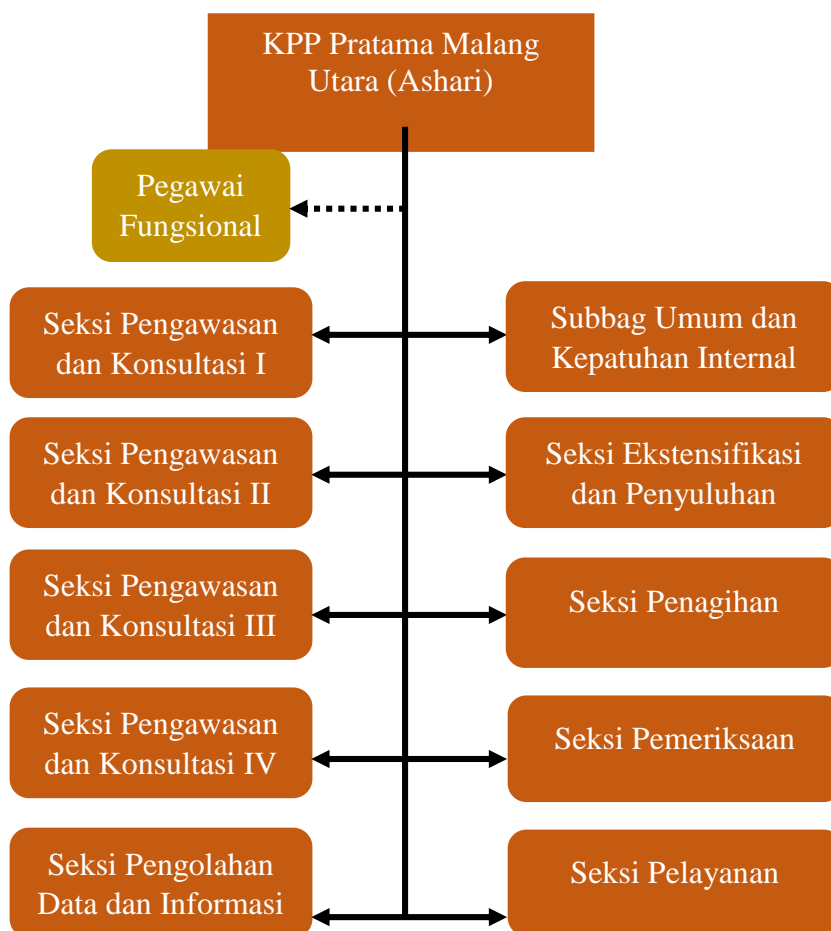 KPP Pratama Malang
Utara (Ashari)
Pegawai
Fungsional
Seksi Pengawasan
dan Konsultasi I
Subbag Umum dan
Kepatuhan Internal
Seksi Pengawasan
dan Konsultasi II
Seksi Ekstensifikasi
dan Penyuluhan
Seksi Pengawasan
dan Konsultasi III
Seksi Penagihan
Seksi Pengawasan
dan Konsultasi IV
Seksi Pemeriksaan
Seksi Pengolahan
Data dan Informasi
Seksi Pelayanan